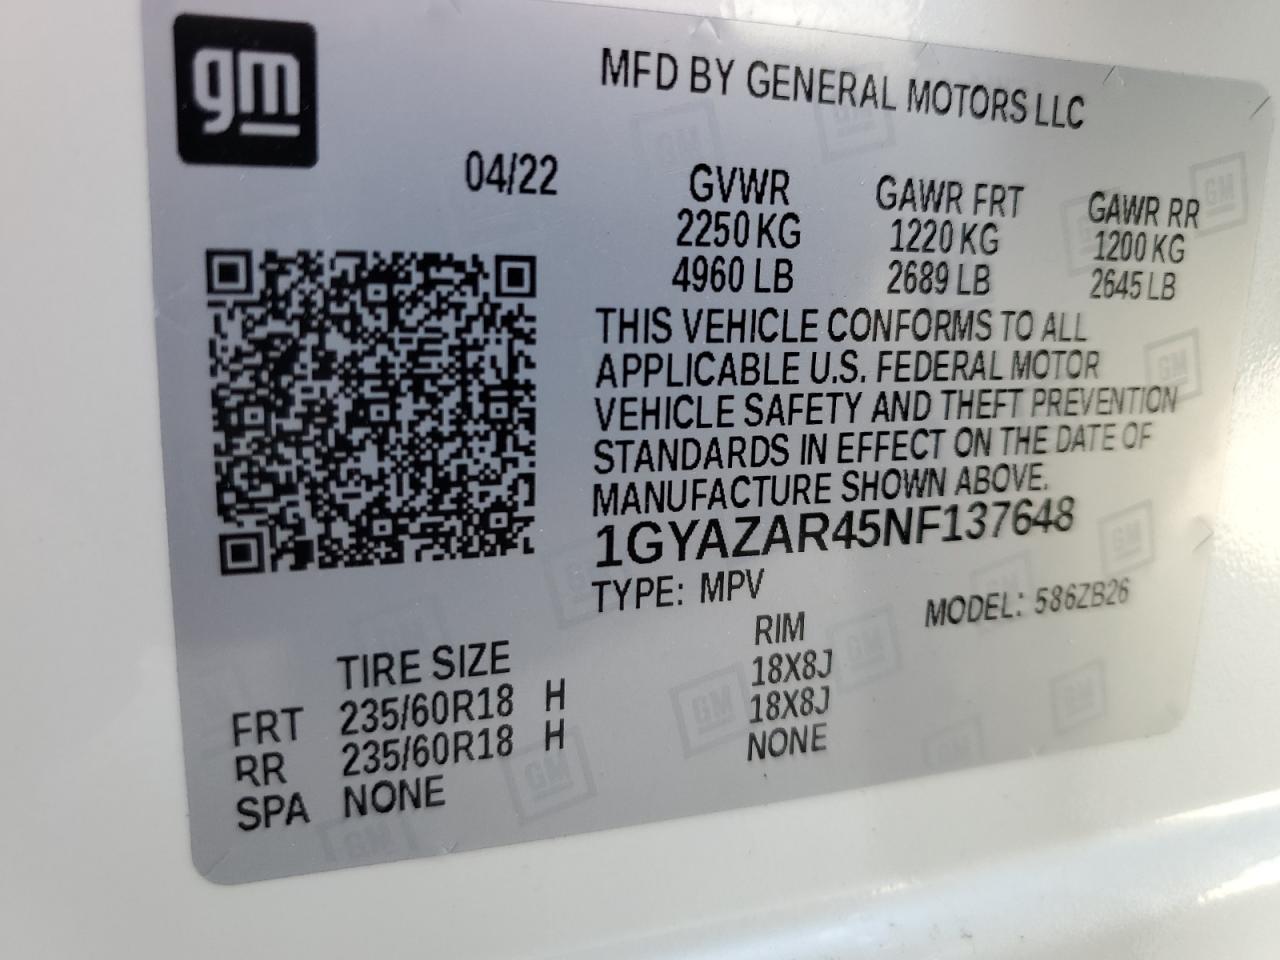 gm
MFD BY GENERAL MOTORS LLC
04/22
GVWR GAWR FRT GAWR RR
2250 KG 1220 KG 1200 KG
4960 LB 2689 LB 2645 LB
THIS VEHICLE CONFORMS TO ALL
APPLICABLE U.S. FEDERAL MOTOR
VEHICLE SAFETY AND THEFT PREVENTION
STANDARDS IN EFFECT ON THE DATE OF
MANUFACTURE SHOWN ABOVE.
1GYAZAR45NF137648
TYPE: MPV MODEL: 586ZB26
TIRE SIZE RIM
FRT 235/60R18 H 18X8J
RR 235/60R18 H 18X8J
SPA NONE NONE